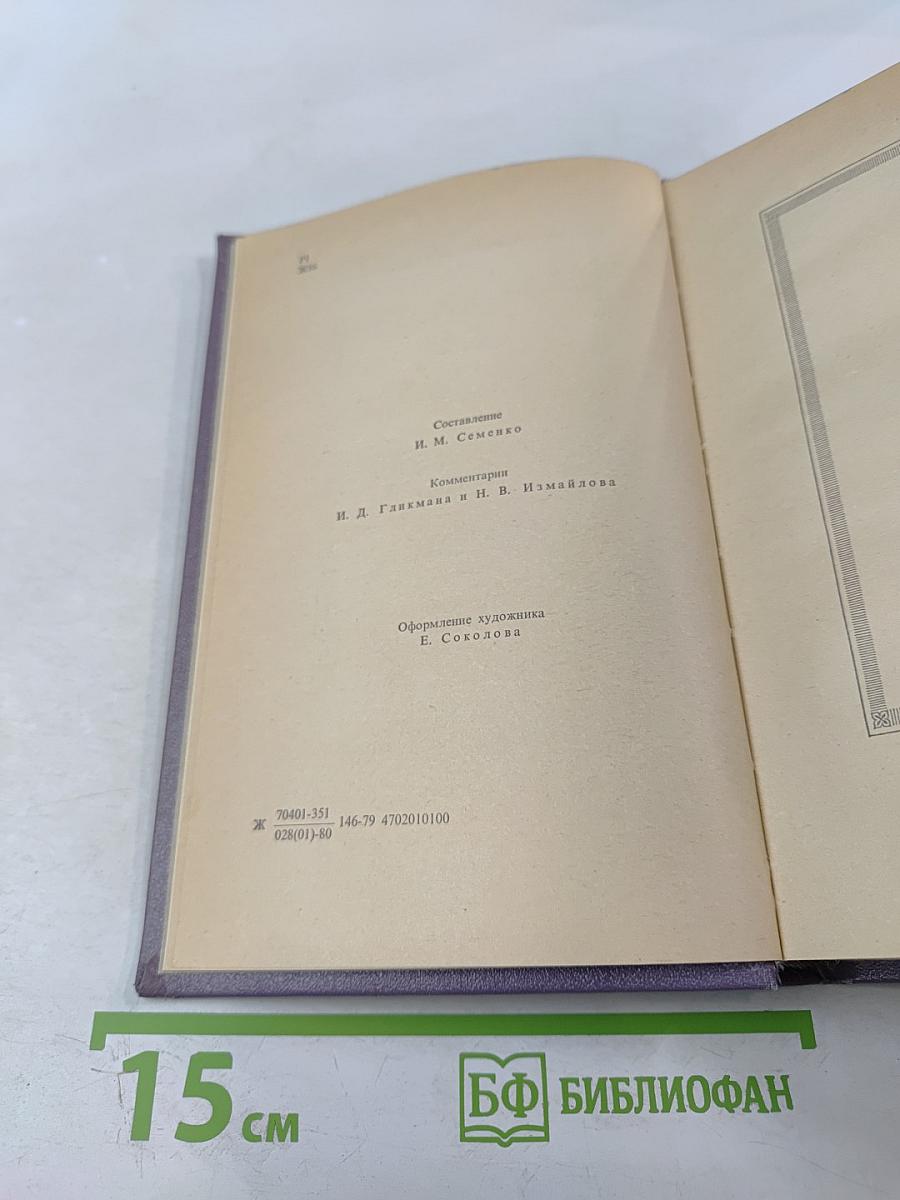 Составление
И. М. Семенко
Комментарии
И. Д. Гликмана и Н. В. Измайлова
Оформление художника
Е. Соколова
Ж 70401-351
028(01)-80 146-79 4702010100
15 см
БФ БИБЛИОФАН